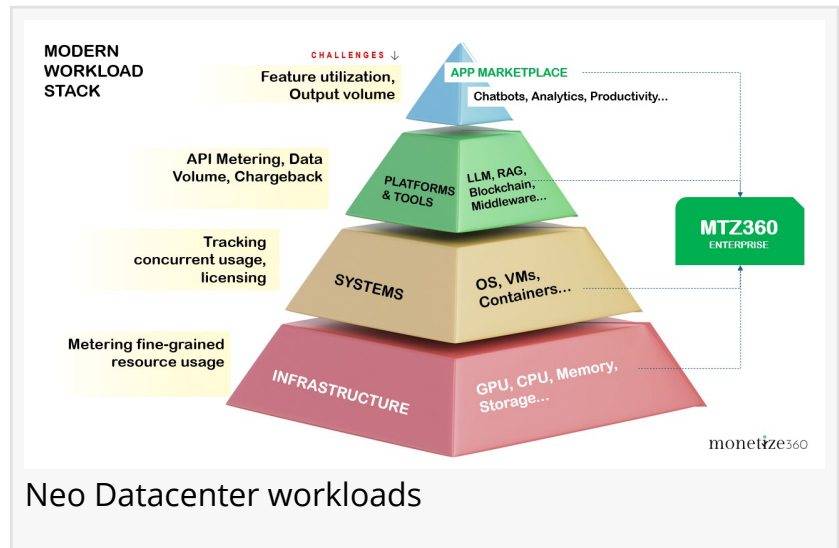 MODERN
WORKLOAD
STACK
CHALLENGES ↓
Feature utilization,
Output volume
APP MARKETPLACE
Chatbots, Analytics, Productivity...
API Metering, Data
Volume, Chargeback
PLATFORMS
& TOOLS
LLM, RAG,
Blockchain,
Middleware...
MTZ360
ENTERPRISE
Tracking
concurrent usage,
licensing
SYSTEMS
OS, VMs,
Containers...
Metering fine-grained
resource usage
INFRASTRUCTURE
GPU, CPU, Memory,
Storage...
monetize360
Neo Datacenter workloads